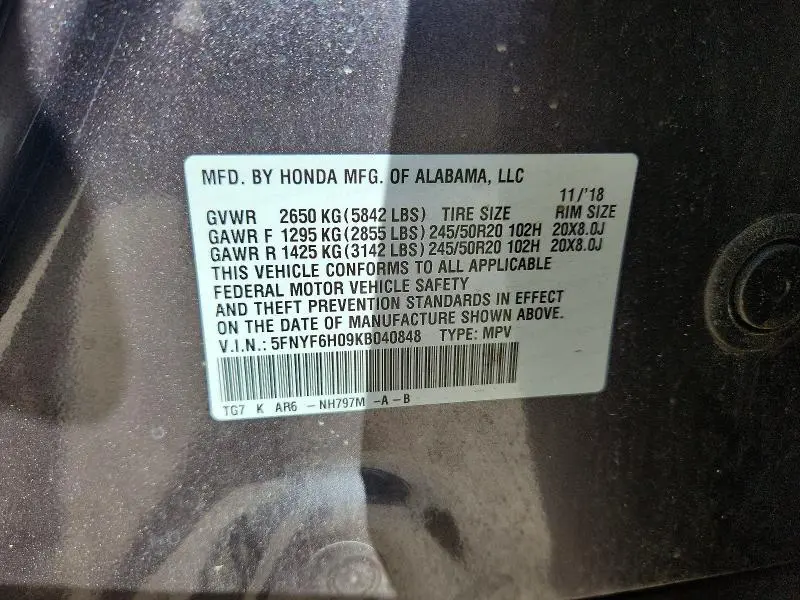 MFD. BY HONDA MFG. OF ALABAMA, LLC
11/'18
GVWR 2650 KG (5842 LBS) TIRE SIZE RIM SIZE
GAWR F 1295 KG (2855 LBS) 245/50R20 102H 20X8.0J
GAWR R 1425 KG (3142 LBS) 245/50R20 102H 20X8.0J
THIS VEHICLE CONFORMS TO ALL APPLICABLE
FEDERAL MOTOR VEHICLE SAFETY
AND THEFT PREVENTION STANDARDS IN EFFECT
ON THE DATE OF MANUFACTURE SHOWN ABOVE.
V.I.N.: 5FNYF6H09KB040848 TYPE: MPV
TG7 K AR6 -NH797M -A-B